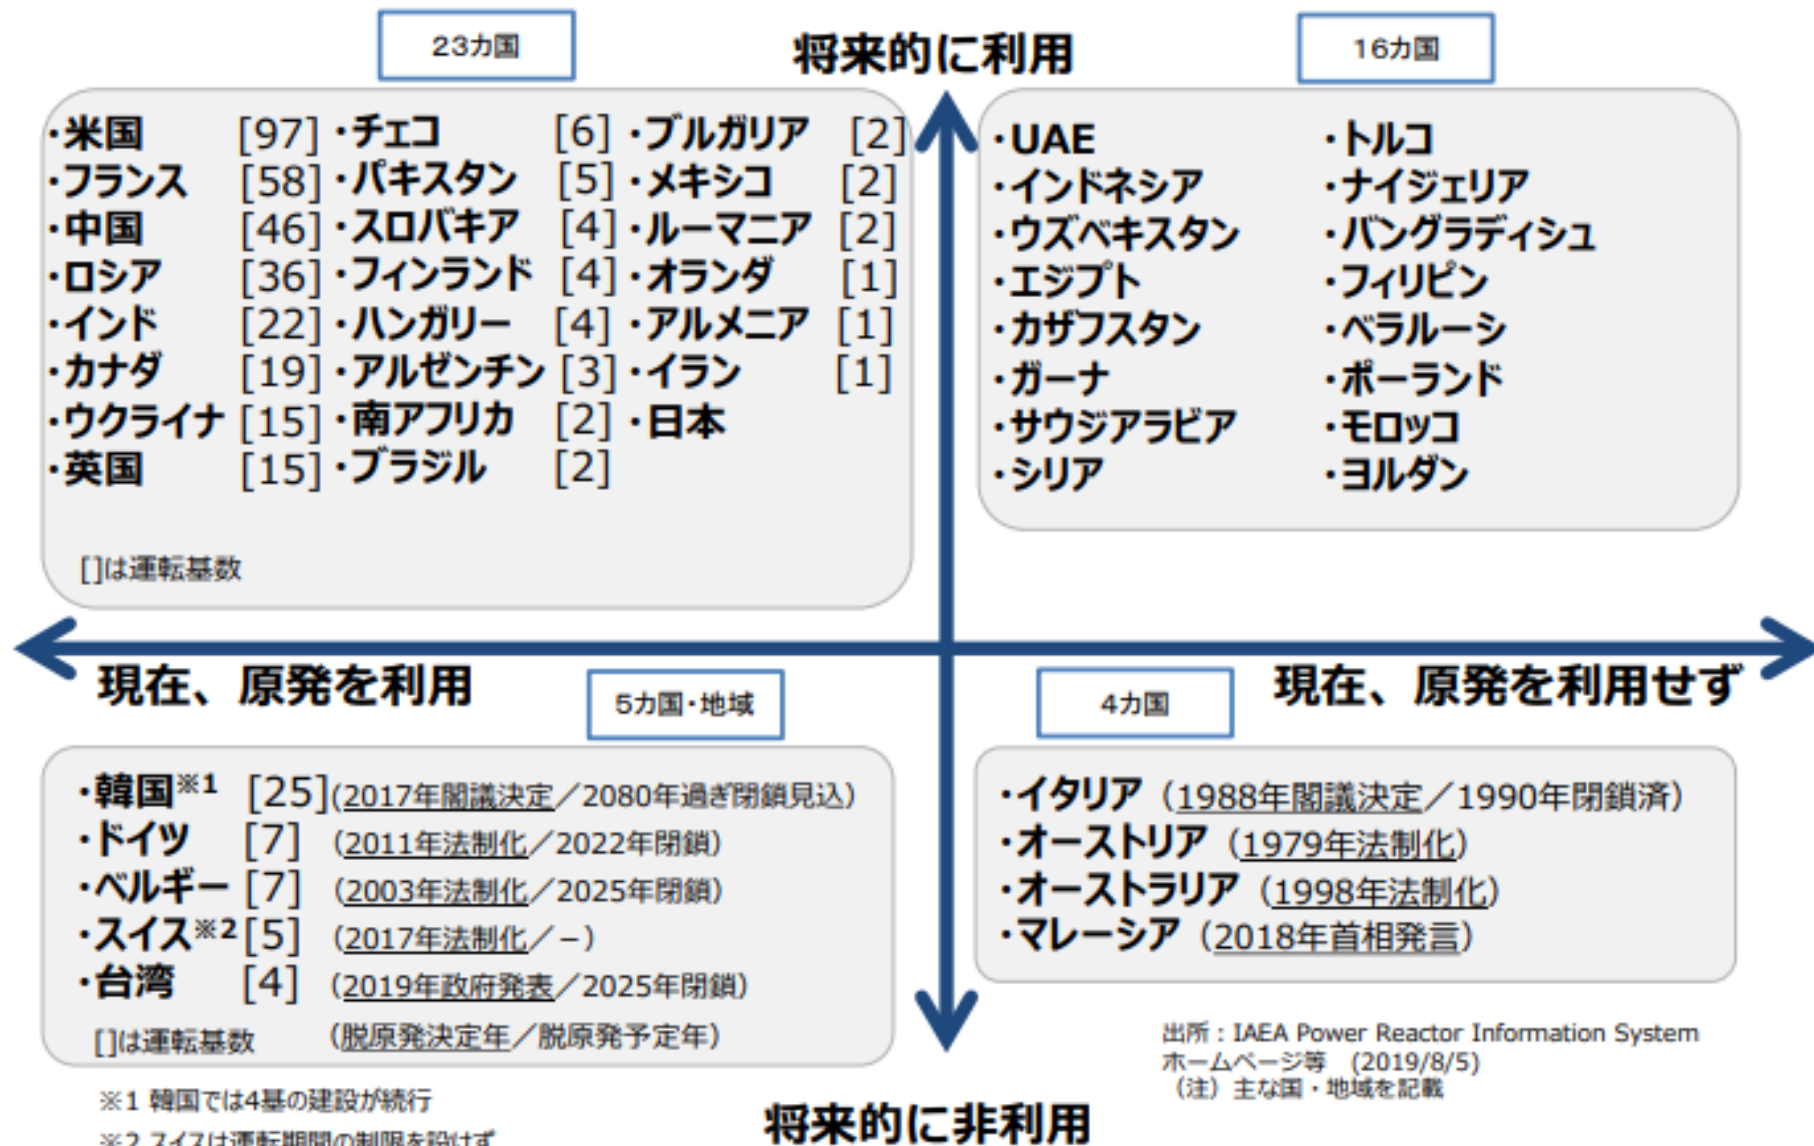 23カ国
将来的に利用
16カ国
・米国 [97] ・チェコ [6] ・ブルガリア [2]
・フランス [58] ・パキスタン [5] ・メキシコ [2]
・中国 [46] ・スロバキア [4] ・ルーマニア [2]
・ロシア [36] ・フィンランド [4] ・オランダ [1]
・インド [22] ・ハンガリー [4] ・アルメニア [1]
・カナダ [19] ・アルゼンチン [3] ・イラン [1]
・ウクライナ [15] ・南アフリカ [2] ・日本
・英国 [15] ・ブラジル [2]
[]は運転基数
・UAE ・トルコ
・インドネシア ・ナイジェリア
・ウズベキスタン ・バングラディシュ
・エジプト ・フィリピン
・カザフスタン ・ベラルーシ
・ガーナ ・ポーランド
・サウジアラビア ・モロッコ
・シリア ・ヨルダン
現在、原発を利用
5カ国・地域
4カ国
現在、原発を利用せず
・韓国※1 [25](2017年閣議決定／2080年過ぎ閉鎖見込)
・ドイツ [7] (2011年法制化／2022年閉鎖)
・ベルギー [7] (2003年法制化／2025年閉鎖)
・スイス※2 [5] (2017年法制化／−)
・台湾 [4] (2019年政府発表／2025年閉鎖)
[]は運転基数 (脱原発決定年／脱原発予定年)
・イタリア（1988年閣議決定／1990年閉鎖済）
・オーストリア（1979年法制化）
・オーストラリア（1998年法制化）
・マレーシア（2018年首相発言）
出所：IAEA Power Reactor Information System
ホームページ等 (2019/8/5)
（注）主な国・地域を記載
※1 韓国では4基の建設が続行
※2 スイスは運転期間の制限を設けず
将来的に非利用